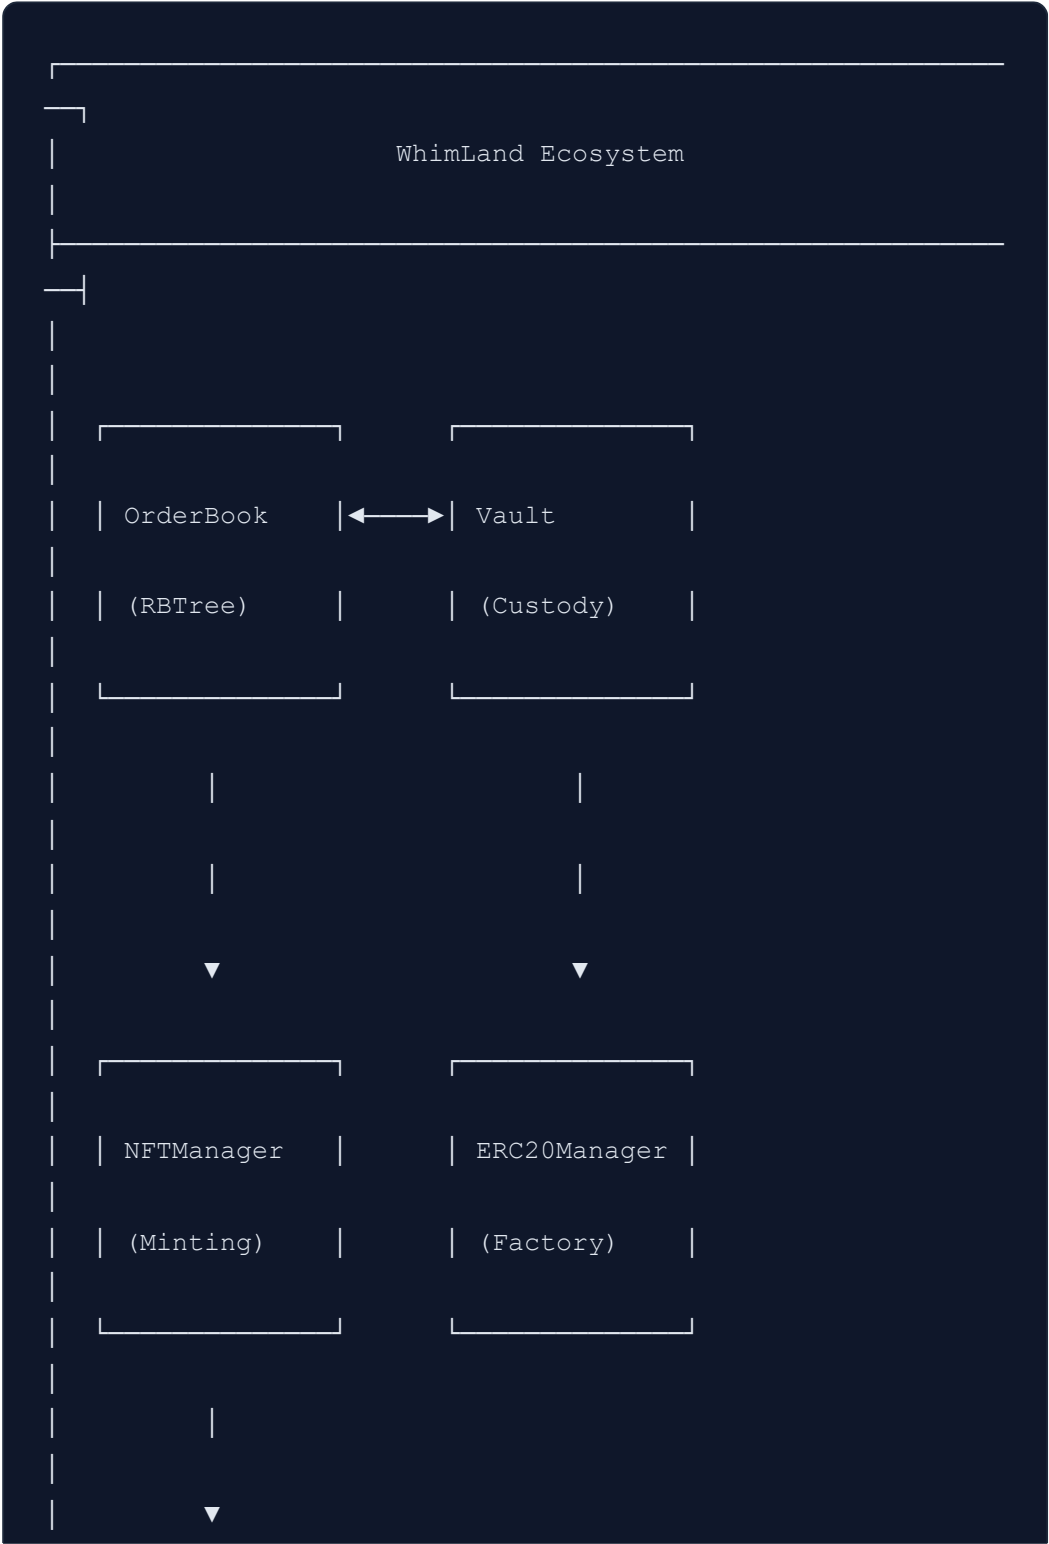 WhimLand Ecosystem
OrderBook ◄────► Vault
(RBTree) (Custody)
▼ ▼
NFTManager ERC20Manager
(Minting) (Factory)
▼